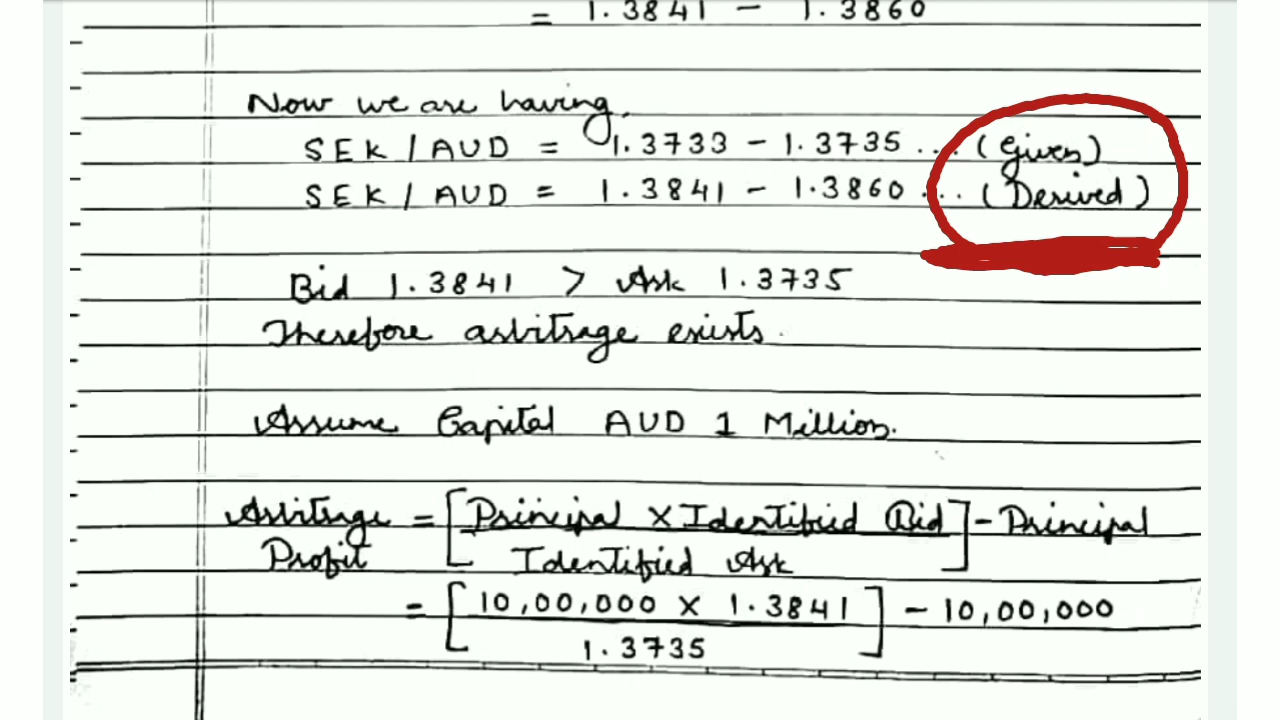 = 1.3841 - 1.3860
Now we are having,
SEK / AUD = 1.3733 - 1.3735 ... (Given)
SEK / AUD = 1.3841 - 1.3860 ... (Derived)
Bid 1.3841 > Ask 1.3735
Therefore arbitrage exists.
Assume Capital AUD 1 Million.
Arbitrage = [ Principal X Identified Bid ] - Principal
Profit Identified Ask
= [ 10,00,000 X 1.3841 ] - 10,00,000
1.3735